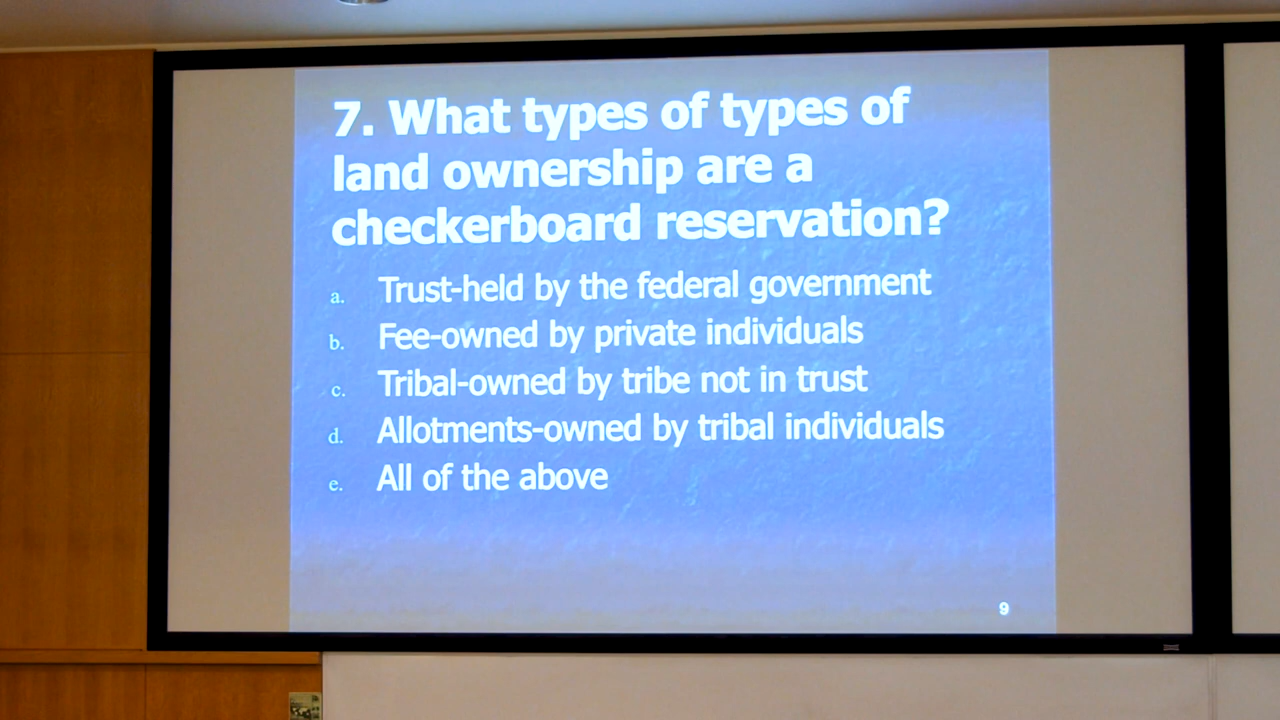 7. What types of types of
land ownership are a
checkerboard reservation?
a. Trust-held by the federal government
b. Fee-owned by private individuals
c. Tribal-owned by tribe not in trust
d. Allotments-owned by tribal individuals
e. All of the above
9